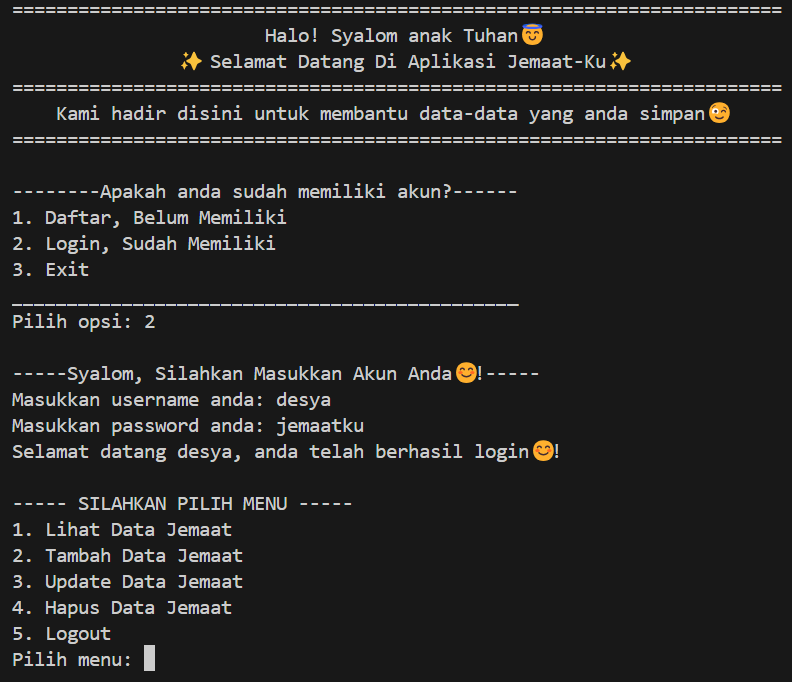 ======================================================================
Halo! Syalom anak Tuhan😇
✨ Selamat Datang Di Aplikasi Jemaat-Ku✨
======================================================================
Kami hadir disini untuk membantu data-data yang anda simpan😉
======================================================================
--------Apakah anda sudah memiliki akun?------
1. Daftar, Belum Memiliki
2. Login, Sudah Memiliki
3. Exit
______________________________________________
Pilih opsi: 2
-----Syalom, Silahkan Masukkan Akun Anda😊!-----
Masukkan username anda: desya
Masukkan password anda: jemaatku
Selamat datang desya, anda telah berhasil login😊!
----- SILAHKAN PILIH MENU -----
1. Lihat Data Jemaat
2. Tambah Data Jemaat
3. Update Data Jemaat
4. Hapus Data Jemaat
5. Logout
Pilih menu: